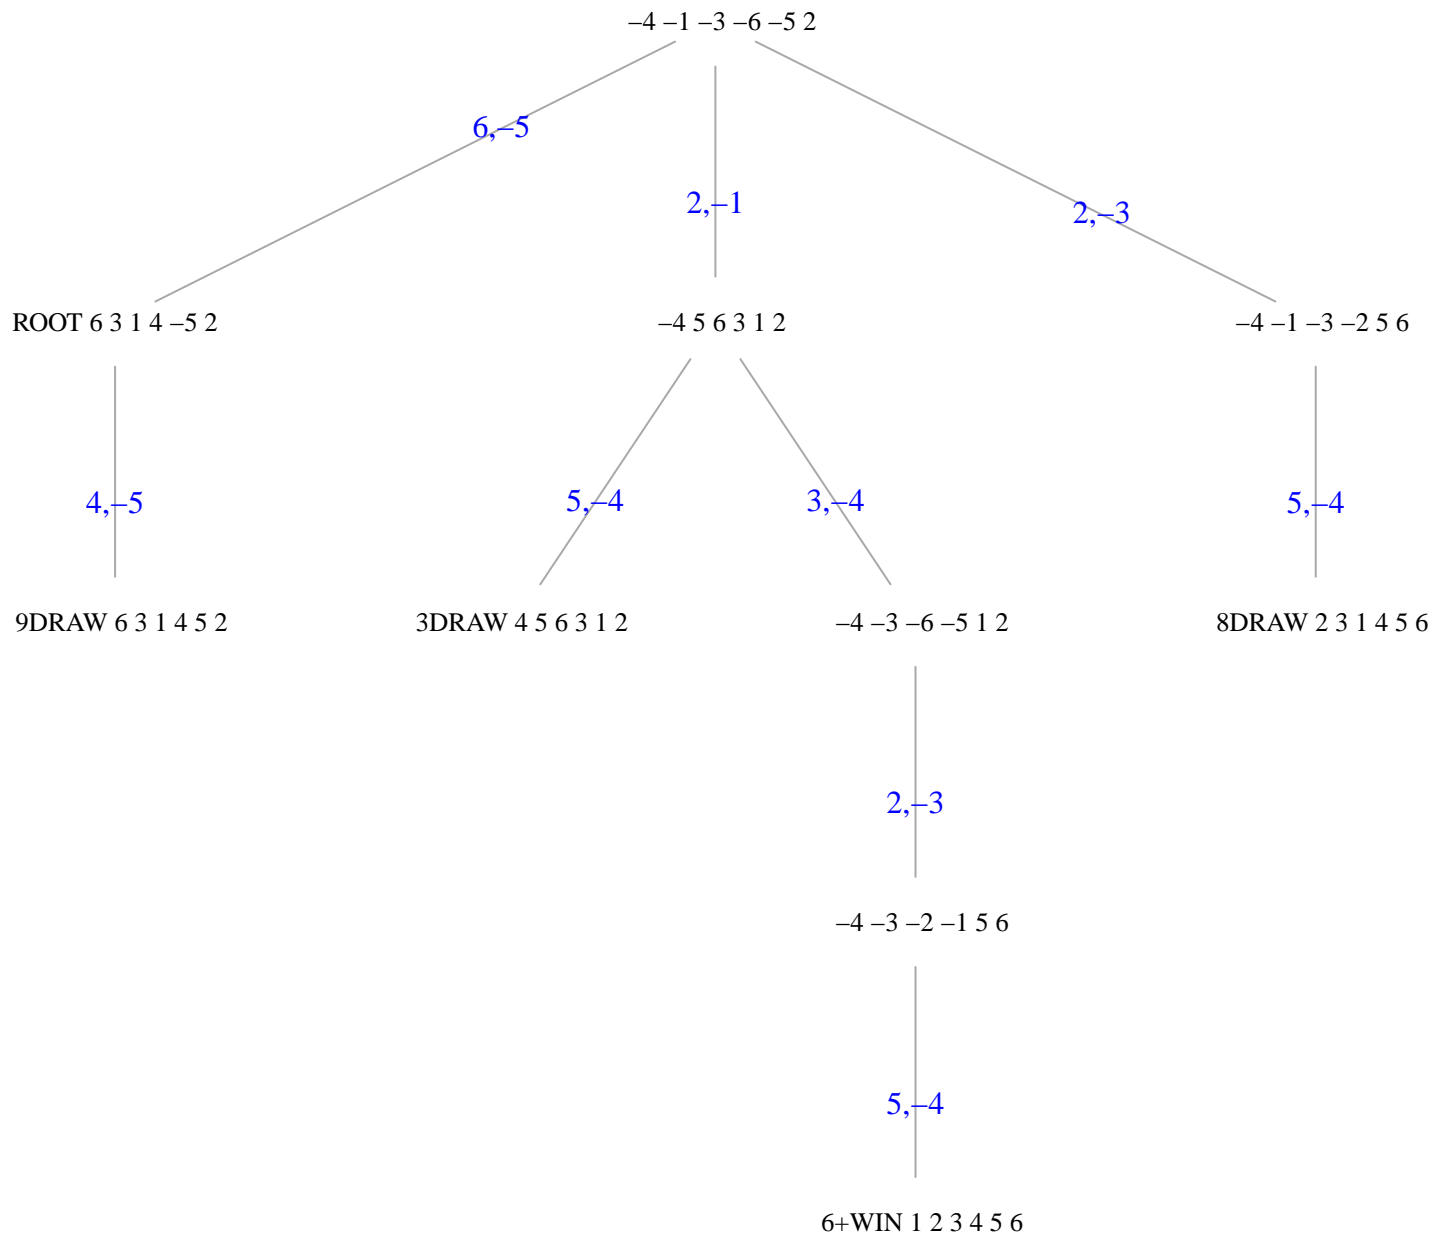 –4 –1 –3 –6 –5 2
6,–5
2,–1
2,–3
ROOT 6 3 1 4 –5 2
–4 5 6 3 1 2
–4 –1 –3 –2 5 6
4,–5
5,–4
3,–4
5,–4
9DRAW 6 3 1 4 5 2
3DRAW 4 5 6 3 1 2
–4 –3 –6 –5 1 2
8DRAW 2 3 1 4 5 6
2,–3
–4 –3 –2 –1 5 6
5,–4
6+WIN 1 2 3 4 5 6